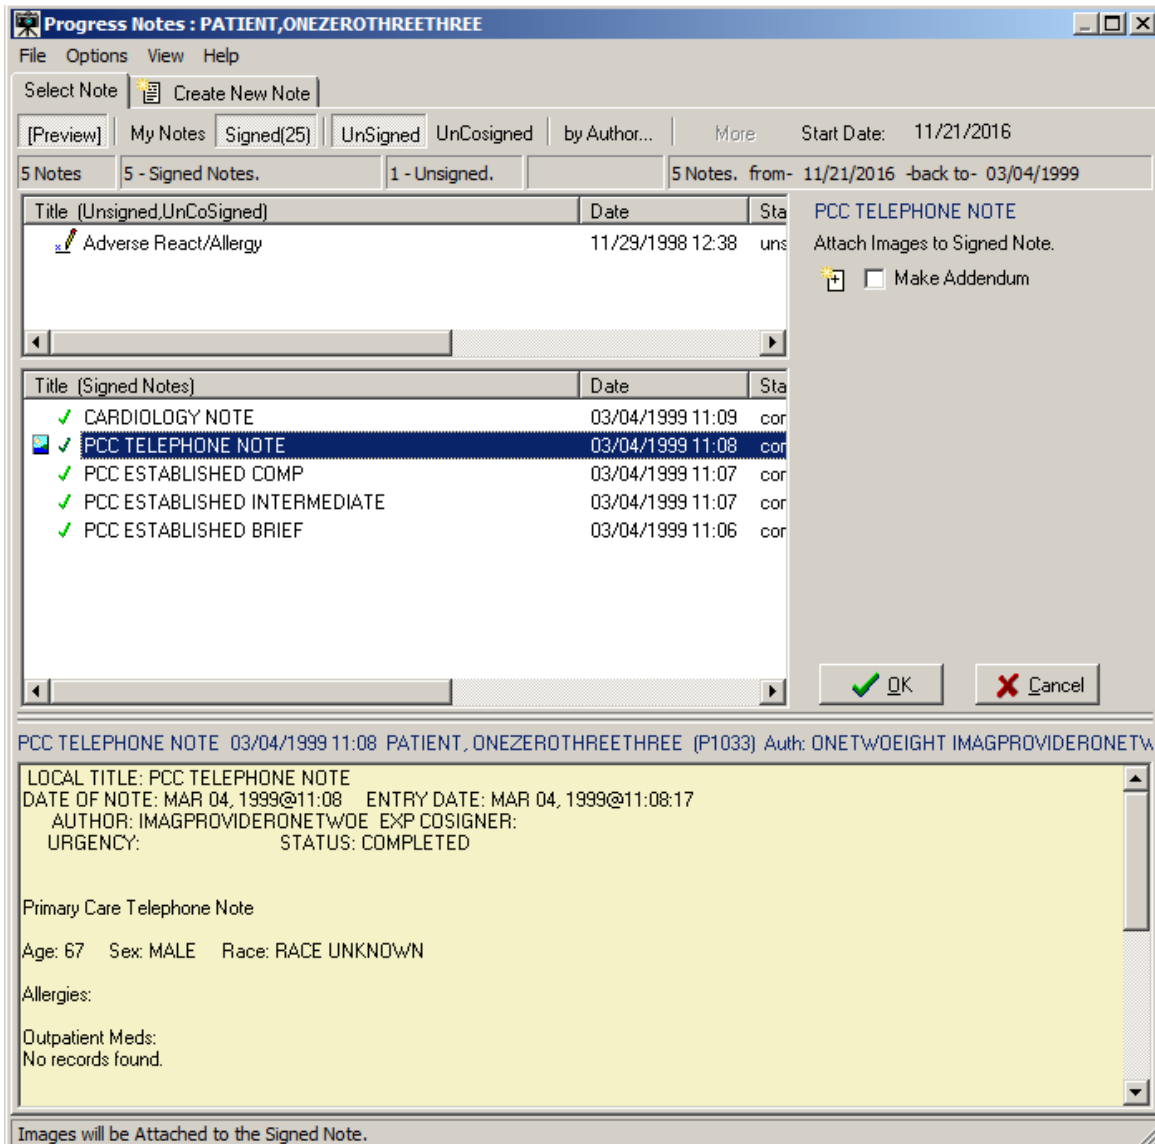 Progress Notes : PATIENT,ONEZEROTHREETHREE
File Options View Help
Select Note Create New Note
[Preview] My Notes Signed(25) UnSigned UnCosigned by Author... More Start Date: 11/21/2016
5 Notes 5 - Signed Notes. 1 - Unsigned. 5 Notes. from- 11/21/2016 -back to- 03/04/1999
Title (Unsigned,UnCoSigned) Date Sta PCC TELEPHONE NOTE
Adverse React/Allergy 11/29/1998 12:38 uns Attach Images to Signed Note.
Make Addendum
Title (Signed Notes) Date Sta
CARDIOLOGY NOTE 03/04/1999 11:09 con
PCC TELEPHONE NOTE 03/04/1999 11:08 con
PCC ESTABLISHED COMP 03/04/1999 11:07 con
PCC ESTABLISHED INTERMEDIATE 03/04/1999 11:07 con
PCC ESTABLISHED BRIEF 03/04/1999 11:06 con
OK Cancel
PCC TELEPHONE NOTE 03/04/1999 11:08 PATIENT, ONEZEROTHREETHREE (P1033) Auth: ONETWOEIGHT IMAGPROVIDERONETW
LOCAL TITLE: PCC TELEPHONE NOTE
DATE OF NOTE: MAR 04, 1999@11:08 ENTRY DATE: MAR 04, 1999@11:08:17
AUTHOR: IMAGPROVIDERONETWOE EXP COSIGNER:
URGENCY: STATUS: COMPLETED
Primary Care Telephone Note
Age: 67 Sex: MALE Race: RACE UNKNOWN
Allergies:
Outpatient Meds:
No records found.
Images will be Attached to the Signed Note.